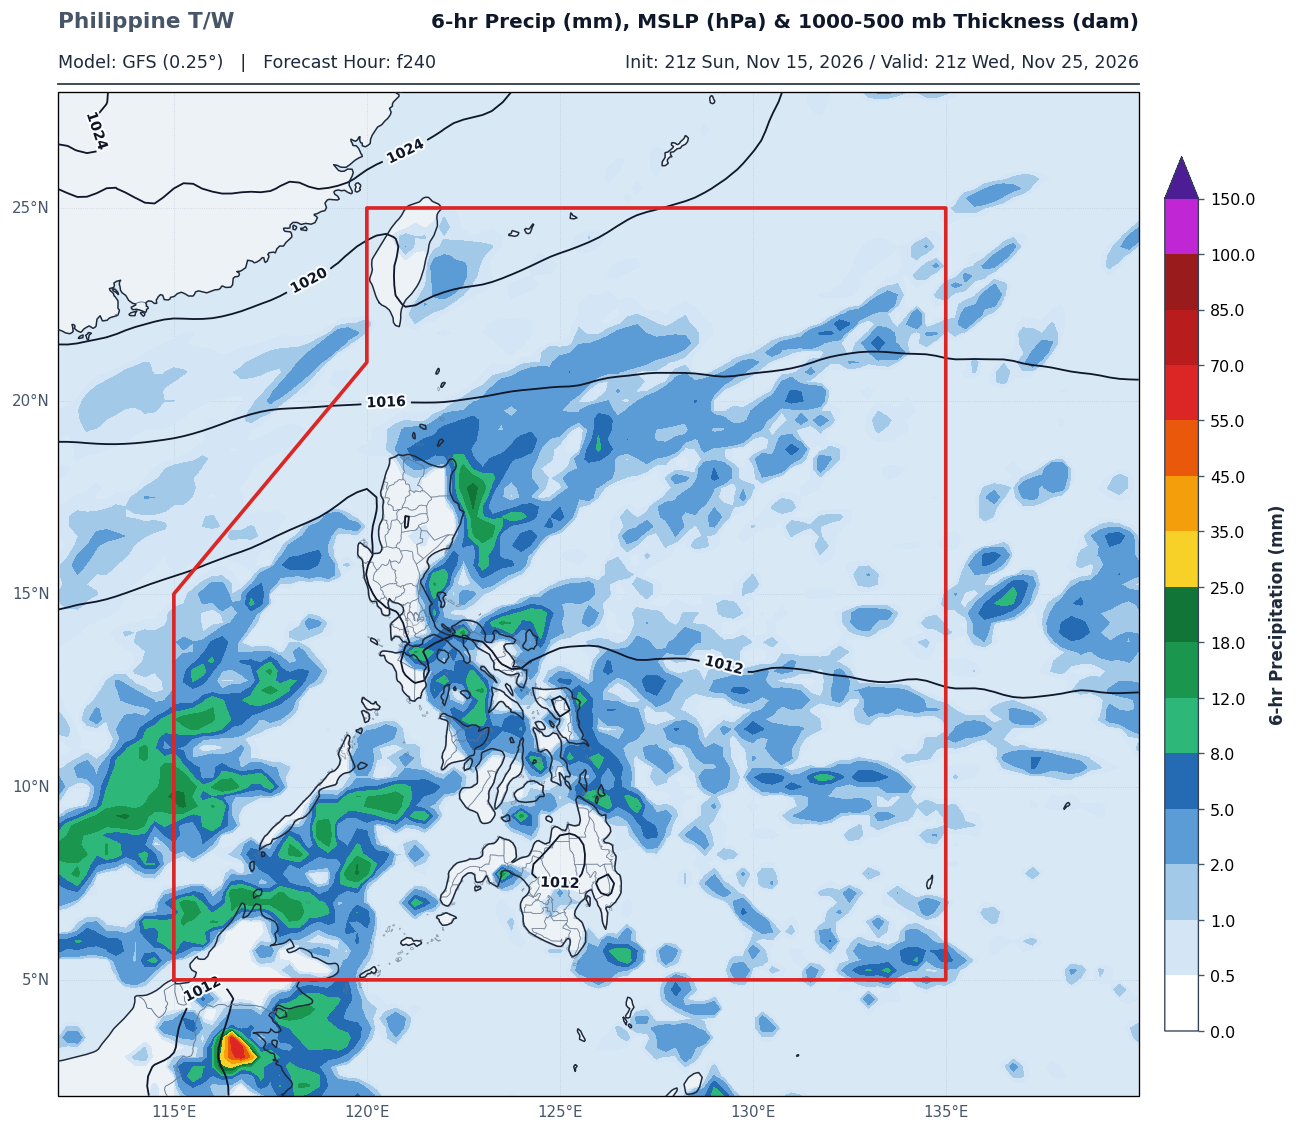 Philippine T/W
6-hr Precip (mm), MSLP (hPa) & 1000-500 mb Thickness (dam)
Model: GFS (0.25°) | Forecast Hour: f240
Init: 21z Sun, Nov 15, 2026 / Valid: 21z Wed, Nov 25, 2026
1024
1024
1020
1016
1012
1012
1012
25°N
20°N
15°N
10°N
5°N
115°E
120°E
125°E
130°E
135°E
150.0
100.0
85.0
70.0
55.0
45.0
35.0
25.0
18.0
12.0
8.0
5.0
2.0
1.0
0.5
0.0
6-hr Precipitation (mm)